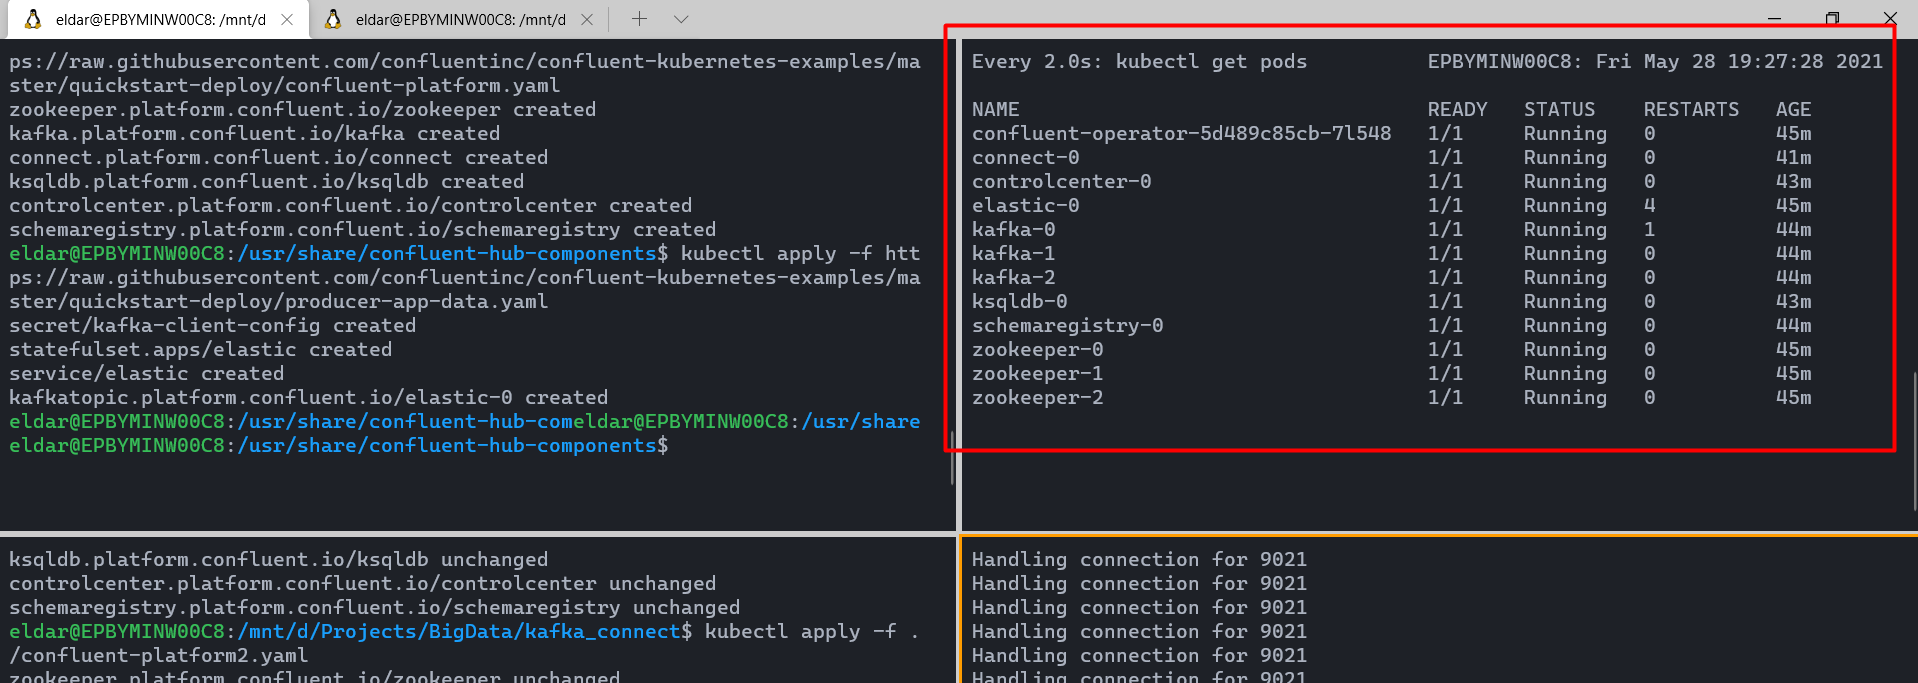 eldar@EPBYMINW00C8: /mnt/d
eldar@EPBYMINW00C8: /mnt/d
ps://raw.githubusercontent.com/confluentinc/confluent-kubernetes-examples/ma
ster/quickstart-deploy/confluent-platform.yaml
zookeeper.platform.confluent.io/zookeeper created
kafka.platform.confluent.io/kafka created
connect.platform.confluent.io/connect created
ksqldb.platform.confluent.io/ksqldb created
controlcenter.platform.confluent.io/controlcenter created
schemaregistry.platform.confluent.io/schemaregistry created
eldar@EPBYMINW00C8:/usr/share/confluent-hub-components$ kubectl apply -f htt
ps://raw.githubusercontent.com/confluentinc/confluent-kubernetes-examples/ma
ster/quickstart-deploy/producer-app-data.yaml
secret/kafka-client-config created
statefulset.apps/elastic created
service/elastic created
kafkatopic.platform.confluent.io/elastic-0 created
eldar@EPBYMINW00C8:/usr/share/confluent-hub-comeldar@EPBYMINW00C8:/usr/share
eldar@EPBYMINW00C8:/usr/share/confluent-hub-components$
Every 2.0s: kubectl get pods EPBYMINW00C8: Fri May 28 19:27:28 2021
NAME READY STATUS RESTARTS AGE
confluent-operator-5d489c85cb-7l548 1/1 Running 0 45m
connect-0 1/1 Running 0 41m
controlcenter-0 1/1 Running 0 43m
elastic-0 1/1 Running 4 45m
kafka-0 1/1 Running 1 44m
kafka-1 1/1 Running 0 44m
kafka-2 1/1 Running 0 44m
ksqldb-0 1/1 Running 0 43m
schemaregistry-0 1/1 Running 0 44m
zookeeper-0 1/1 Running 0 45m
zookeeper-1 1/1 Running 0 45m
zookeeper-2 1/1 Running 0 45m
ksqldb.platform.confluent.io/ksqldb unchanged
controlcenter.platform.confluent.io/controlcenter unchanged
schemaregistry.platform.confluent.io/schemaregistry unchanged
eldar@EPBYMINW00C8:/mnt/d/Projects/BigData/kafka_connect$ kubectl apply -f .
/confluent-platform2.yaml
zookeeper.platform.confluent.io/zookeeper unchanged
Handling connection for 9021
Handling connection for 9021
Handling connection for 9021
Handling connection for 9021
Handling connection for 9021
Handling connection for 9021